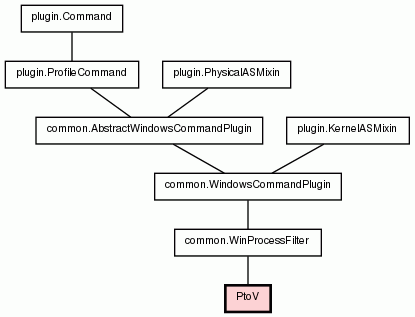 plugin.Command
plugin.ProfileCommand
plugin.PhysicalASMixin
common.AbstractWindowsCommandPlugin
plugin.KernelASMixin
common.WindowsCommandPlugin
common.WinProcessFilter
PtoV